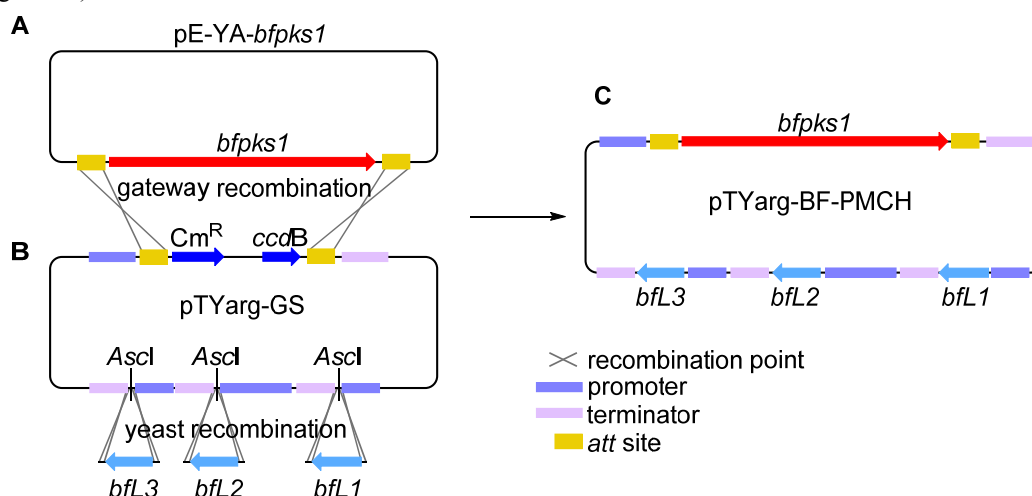 A
pE-YA-bfpks1
bfpks1
gateway recombination
B
CmR
ccdB
pTYarg-GS
AscI
AscI
AscI
yeast recombination
bfL3
bfL2
bfL1
C
bfpks1
pTYarg-BF-PMCH
bfL3
bfL2
bfL1
recombination point
promoter
terminator
att site